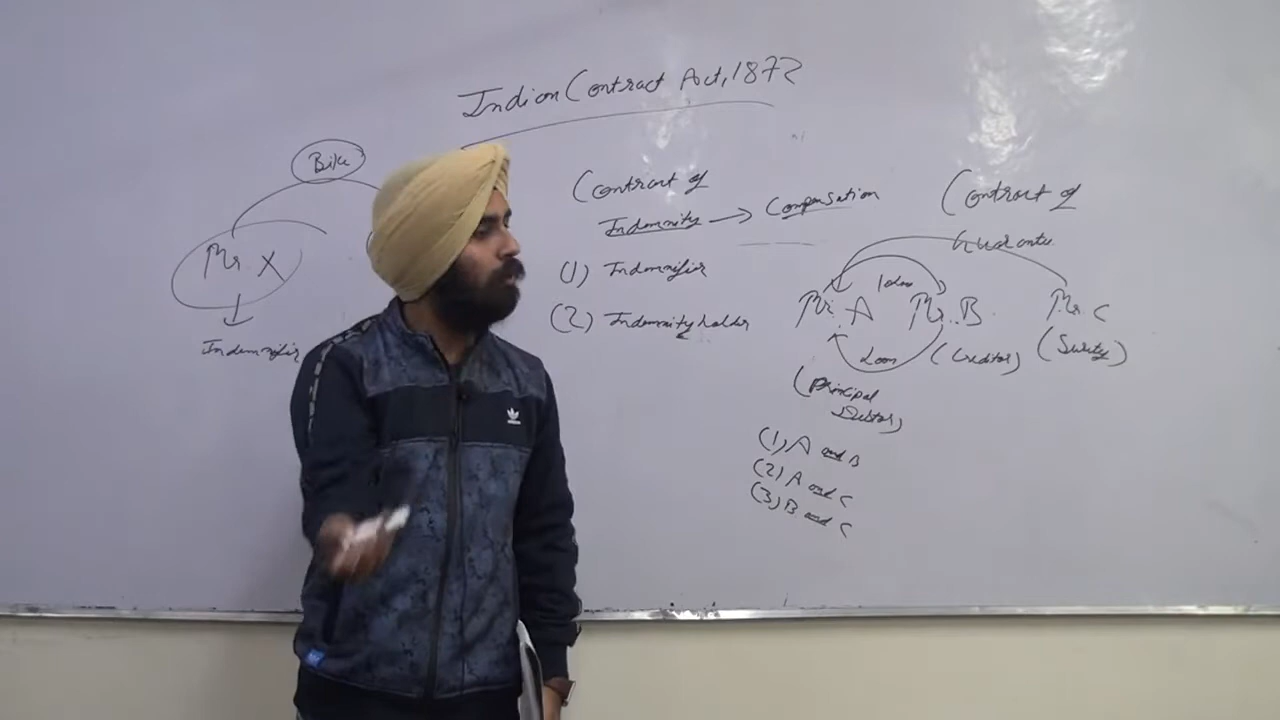 Indian Contract Act, 1872
Bike
Mr X
Indemnifier
Contract of
Indemnity → Compensation
(1) Indemnifier
(2) Indemnity holder
Contract of
Guarantee
Mr. A Mr. B Mr. C
Loan
(Creditor) (Surety)
(Principal
Debtor)
(1) A and B
(2) A and C
(3) B and C